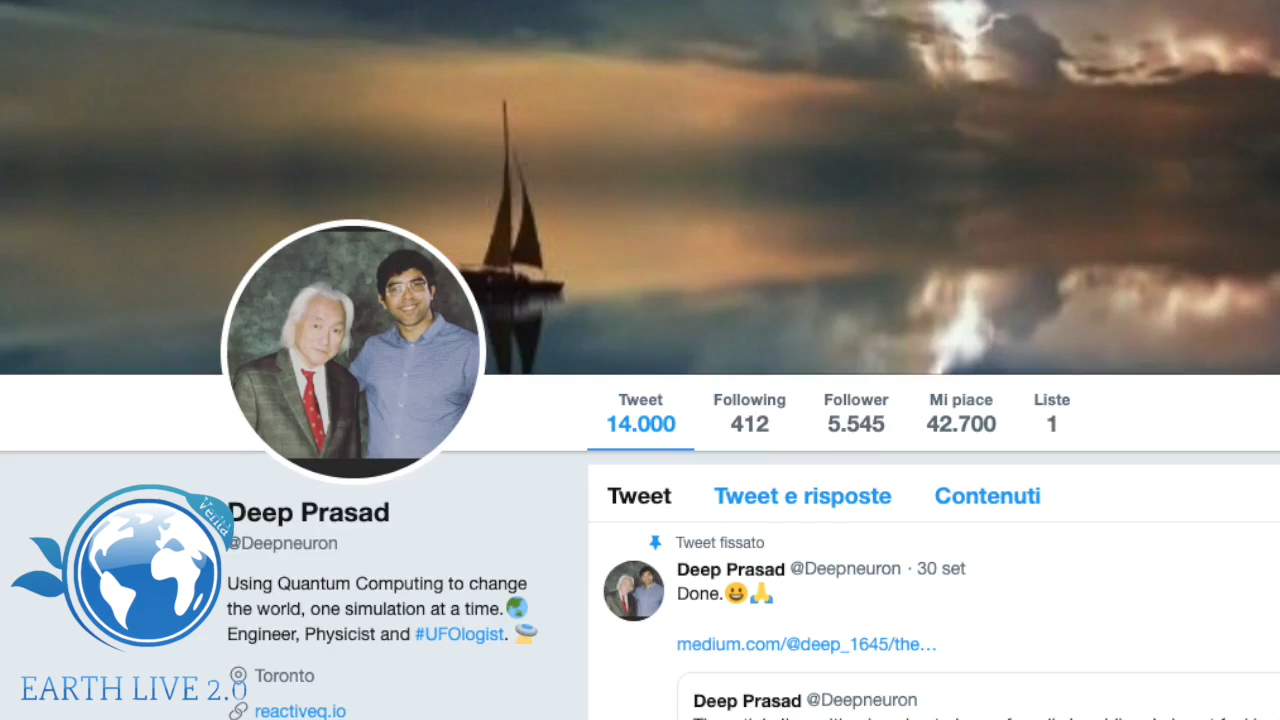 Tweet Following Follower Mi piace Liste
14.000 412 5.545 42.700 1
Verità
Deep Prasad
@Deepneuron
Using Quantum Computing to change
the world, one simulation at a time.🌏
Engineer, Physicist and #UFOlogist. 🛸
Toronto
reactiveq.io
EARTH LIVE 2.0
Tweet Tweet e risposte Contenuti
Tweet fissato
Deep Prasad @Deepneuron · 30 set
Done.😀🙏
medium.com/@deep_1645/the…
Deep Prasad @Deepneuron